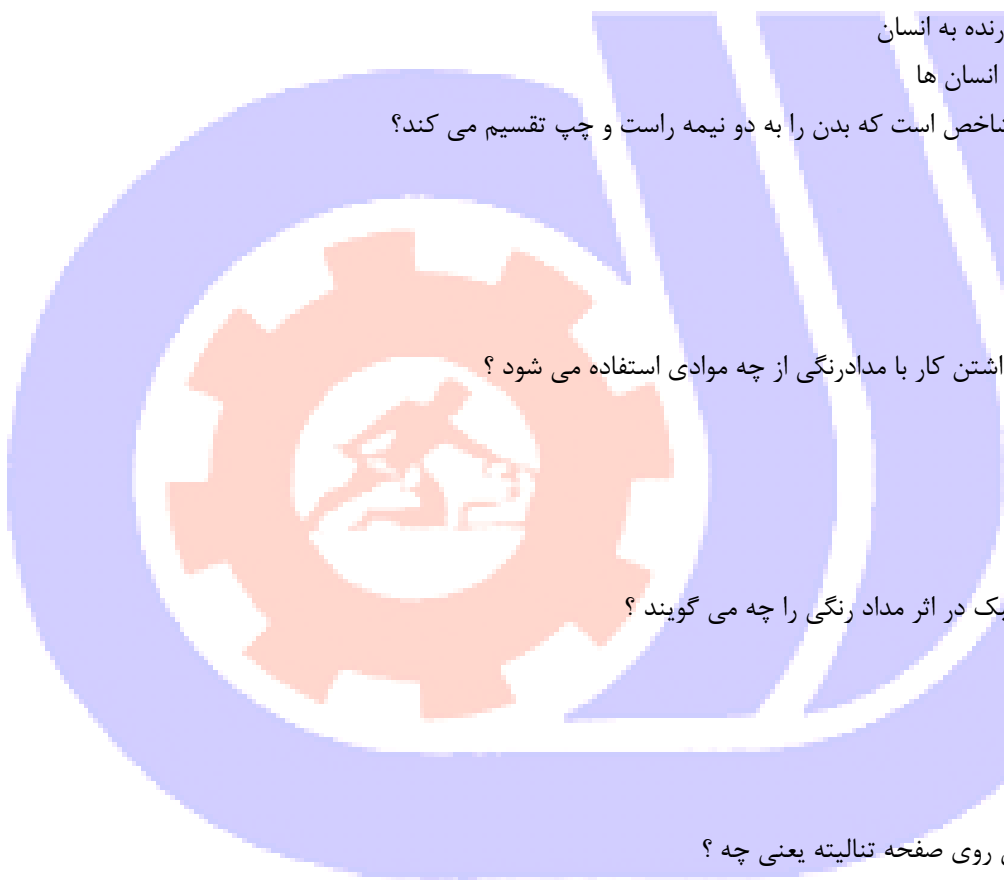 رنده به انسان
انسان ها
شاخص است که بدن را به دو نیمه راست و چپ تقسیم می کند؟
اشتن کار با مدادرنگی از چه موادی استفاده می شود ؟
بک در اثر مداد رنگی را چه می گویند ؟
روی صفحه تنالیته یعنی چه ؟